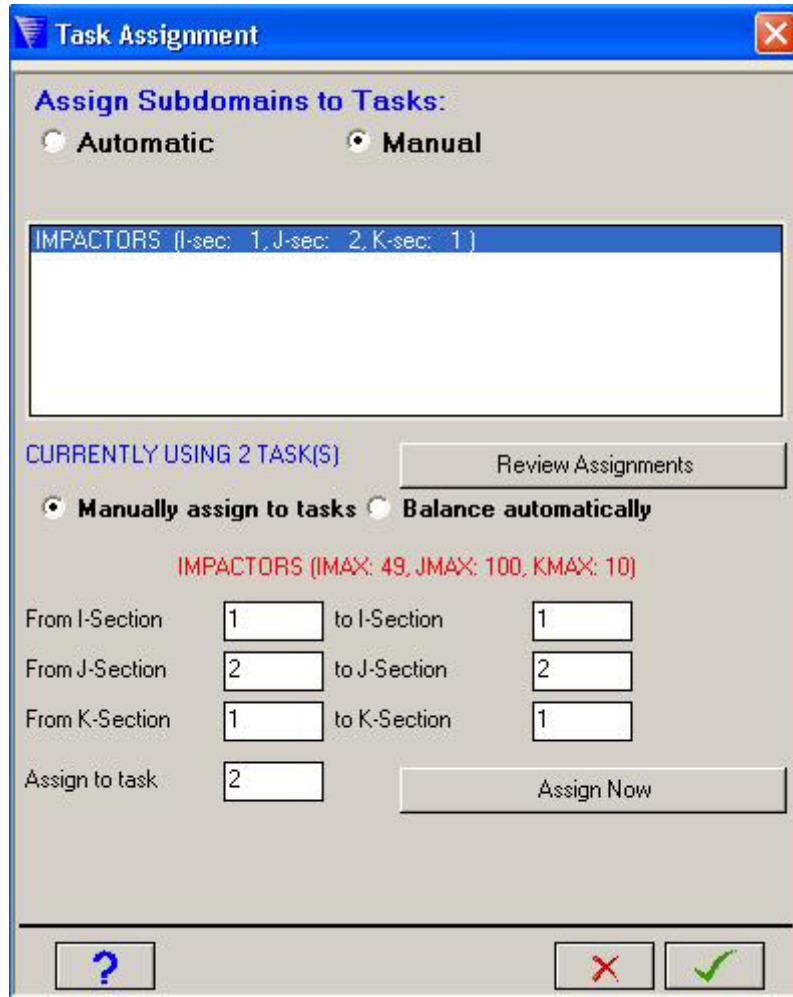 Task Assignment
Assign Subdomains to Tasks:
Automatic Manual
IMPACTORS (I-sec: 1, J-sec: 2, K-sec: 1 )
CURRENTLY USING 2 TASK(S) Review Assignments
Manually assign to tasks Balance automatically
IMPACTORS (IMAX: 49, JMAX: 100, KMAX: 10)
From I-Section 1 to I-Section 1
From J-Section 2 to J-Section 2
From K-Section 1 to K-Section 1
Assign to task 2 Assign Now
?